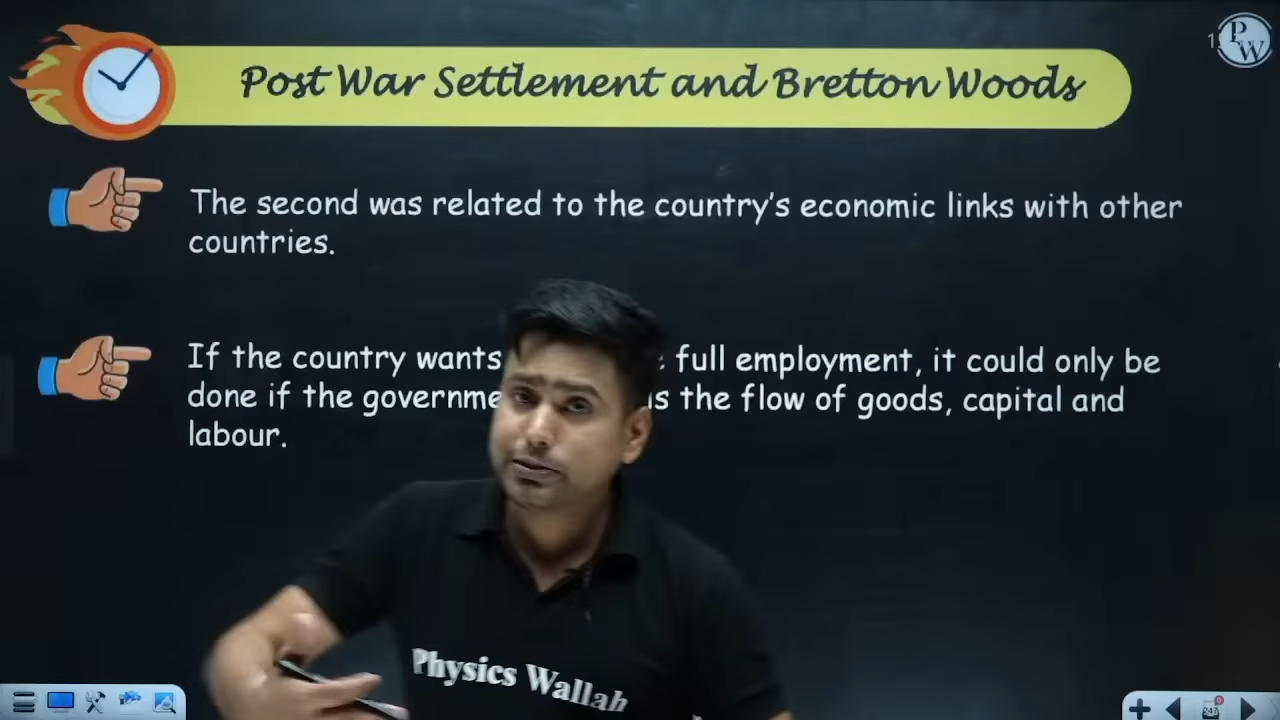 Post War Settlement and Bretton Woods
P
W
The second was related to the country's economic links with other
countries.
If the country wants full employment, it could only be
done if the the flow of goods, capital and
labour.
Physics Wallah
247